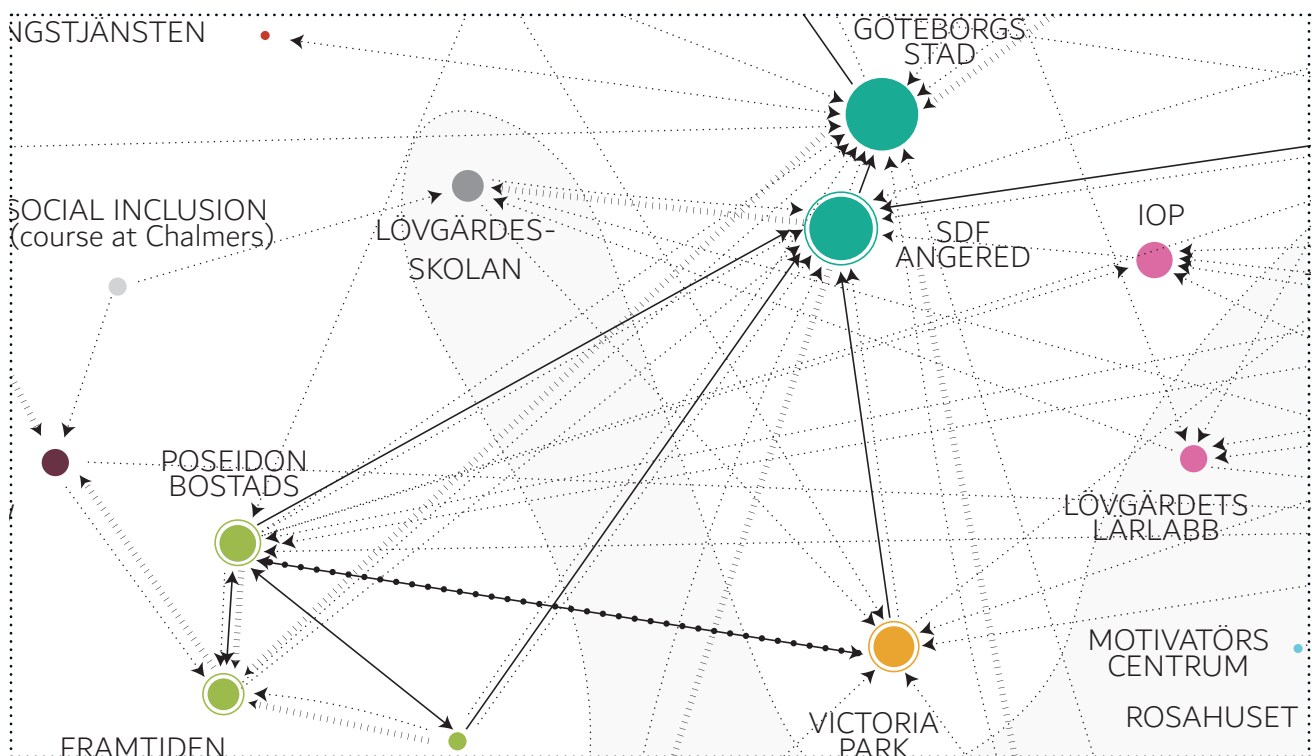 NGSTJÄNSTEN
GÖTEBORGS
STAD
SOCIAL INCLUSION
(course at Chalmers)
LÖVGÄRDES-
SKOLAN
SDF
ANGERED
IOP
POSEIDON
BOSTADS
LÖVGÄRDETS
LÄRLABB
MOTIVATÖRS
CENTRUM
ROSAHUSET
VICTORIA
PARK
FRAMTIDEN